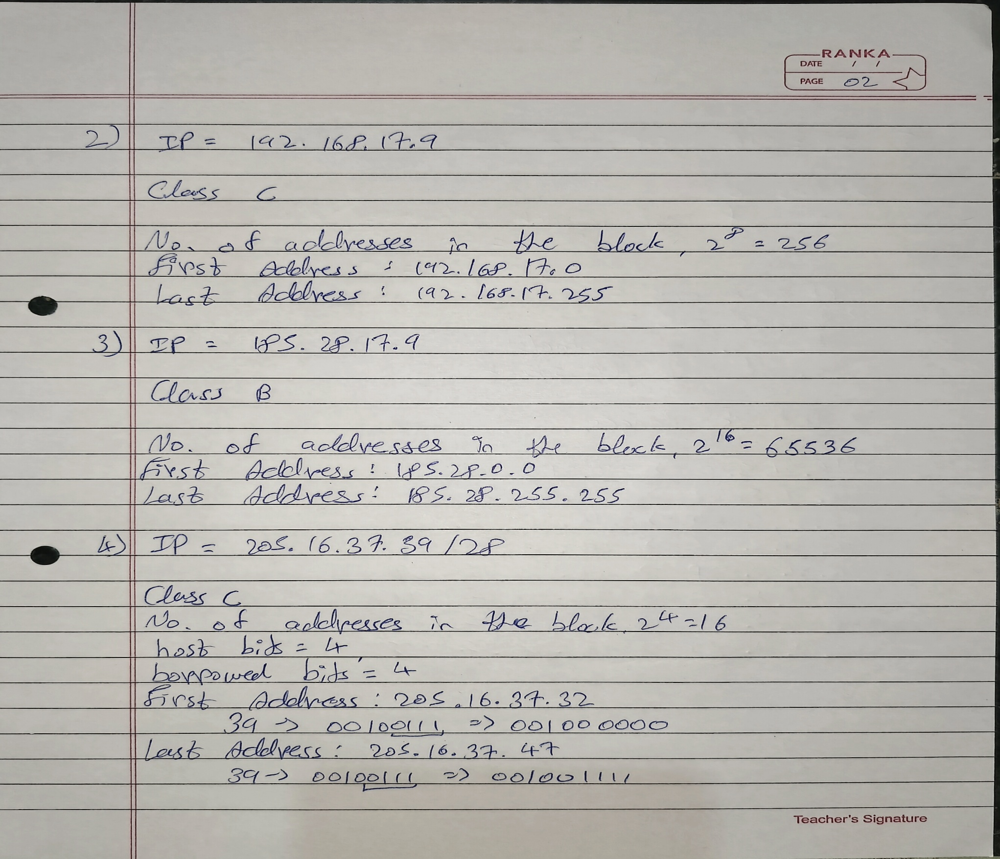 RANKA
DATE / /
PAGE 02
2) IP = 192.168.17.9
Class C
No. of addresses in the block, 2^8 = 256
First Address : 192.168.17.0
Last Address : 192.168.17.255
3) IP = 185.28.17.9
Class B
No. of addresses in the block, 2^16 = 65536
First Address : 185.28.0.0
Last Address : 185.28.255.255
4) IP = 205.16.37.39 /28
Class C
No. of addresses in the block, 2^4 = 16
host bits = 4
borrowed bits = 4
First Address : 205.16.37.32
39 -> 00100111 => 001000000
Last Address : 205.16.37.47
39 -> 00100111 => 001001111
Teacher's Signature